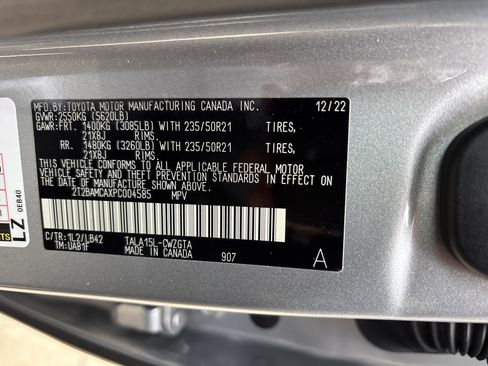 MFD.BY:TOYOTA MOTOR MANUFACTURING CANADA INC. 12/22
GVWR:2550KG (5620LB)
GAWR:FRT. 1400KG (3085LB) WITH 235/50R21 TIRES,
21X8J RIMS
RR. 1480KG (3260LB) WITH 235/50R21 TIRES,
21X8J RIMS
THIS VEHICLE CONFORMS TO ALL APPLICABLE FEDERAL MOTOR
VEHICLE SAFETY AND THEFT PREVENTION STANDARDS IN EFFECT ON
THE DATE OF MANUFACTURE SHOWN ABOVE.
2T2BAMCAXPC004585 MPV
C/TR:1L2/LB42 TALA15L-CWZGTA
TM:UAB1F MADE IN CANADA 907 A
LZ
0EB40